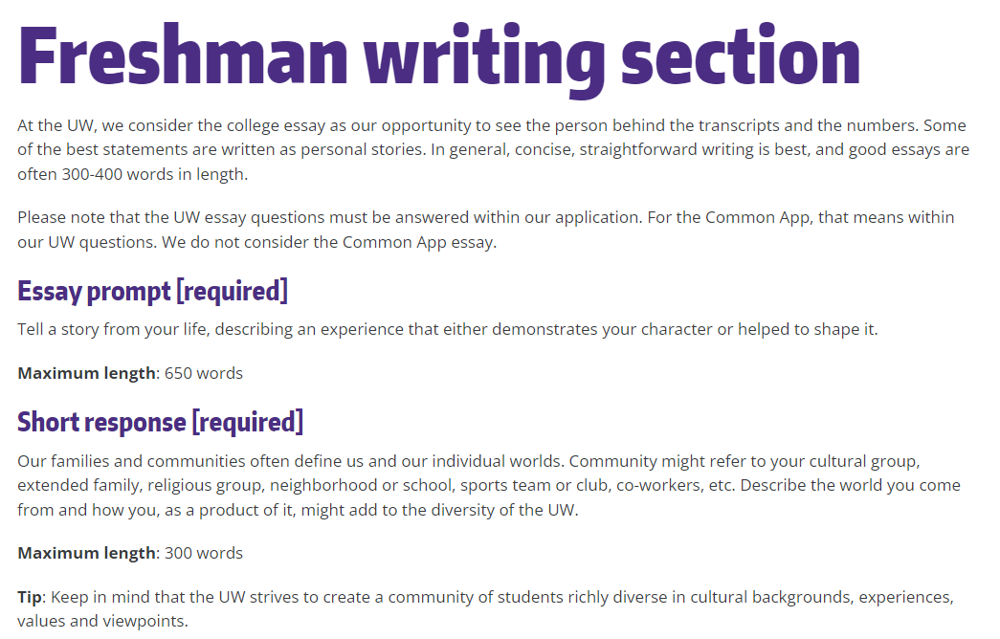 Freshman writing section
At the UW, we consider the college essay as our opportunity to see the person behind the transcripts and the numbers. Some
of the best statements are written as personal stories. In general, concise, straightforward writing is best, and good essays are
often 300-400 words in length.
Please note that the UW essay questions must be answered within our application. For the Common App, that means within
our UW questions. We do not consider the Common App essay.
Essay prompt [required]
Tell a story from your life, describing an experience that either demonstrates your character or helped to shape it.
Maximum length: 650 words
Short response [required]
Our families and communities often define us and our individual worlds. Community might refer to your cultural group,
extended family, religious group, neighborhood or school, sports team or club, co-workers, etc. Describe the world you come
from and how you, as a product of it, might add to the diversity of the UW.
Maximum length: 300 words
Tip: Keep in mind that the UW strives to create a community of students richly diverse in cultural backgrounds, experiences,
values and viewpoints.